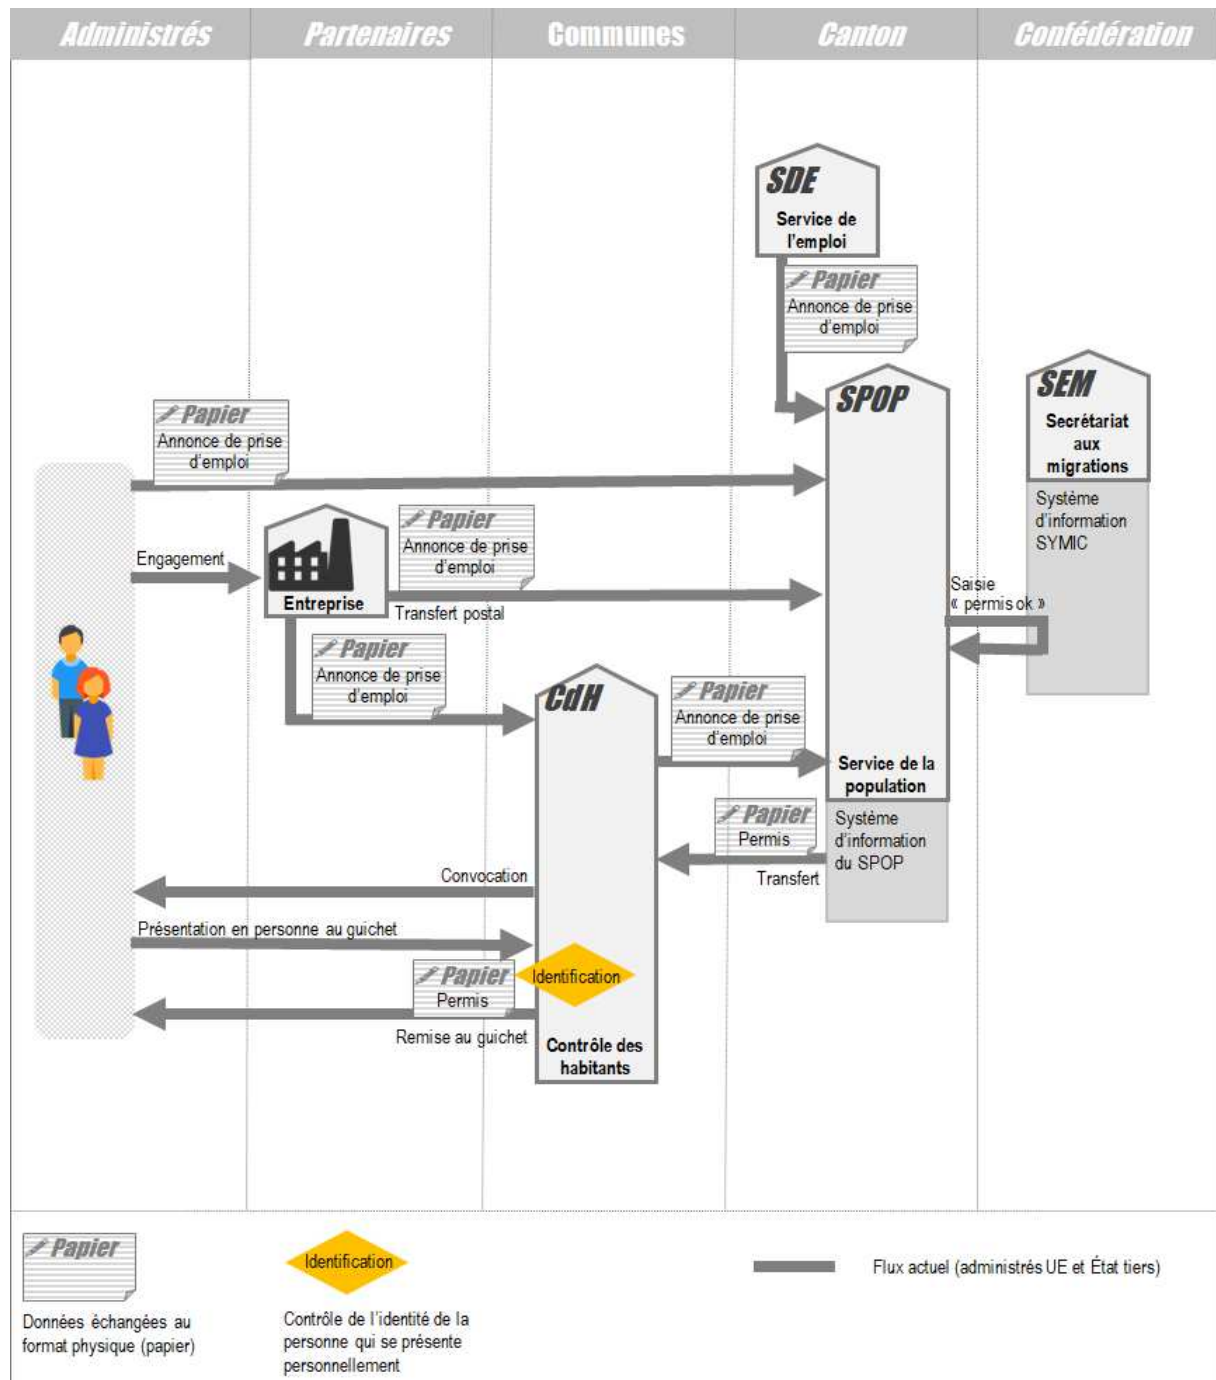 Administrés
Partenaires
Communes
Canton
Confédération
SDE
Service de
l'emploi
Papier
Annonce de prise
d'emploi
SPOP
SEM
Secrétariat
aux
migrations
Système
d'information
SYMIC
Papier
Annonce de prise
d'emploi
Engagement
Entreprise
Papier
Annonce de prise
d'emploi
Transfert postal
Saisie
« permis ok »
Papier
Annonce de prise
d'emploi
CdH
Papier
Annonce de prise
d'emploi
Service de la
population
Système
d'information
du SPOP
Papier
Permis
Transfert
Convocation
Présentation en personne au guichet
Papier
Permis
Identification
Remise au guichet
Contrôle des
habitants
Papier
Données échangées au
format physique (papier)
Identification
Contrôle de l'identité de la
personne qui se présente
personnellement
Flux actuel (administrés UE et État tiers)